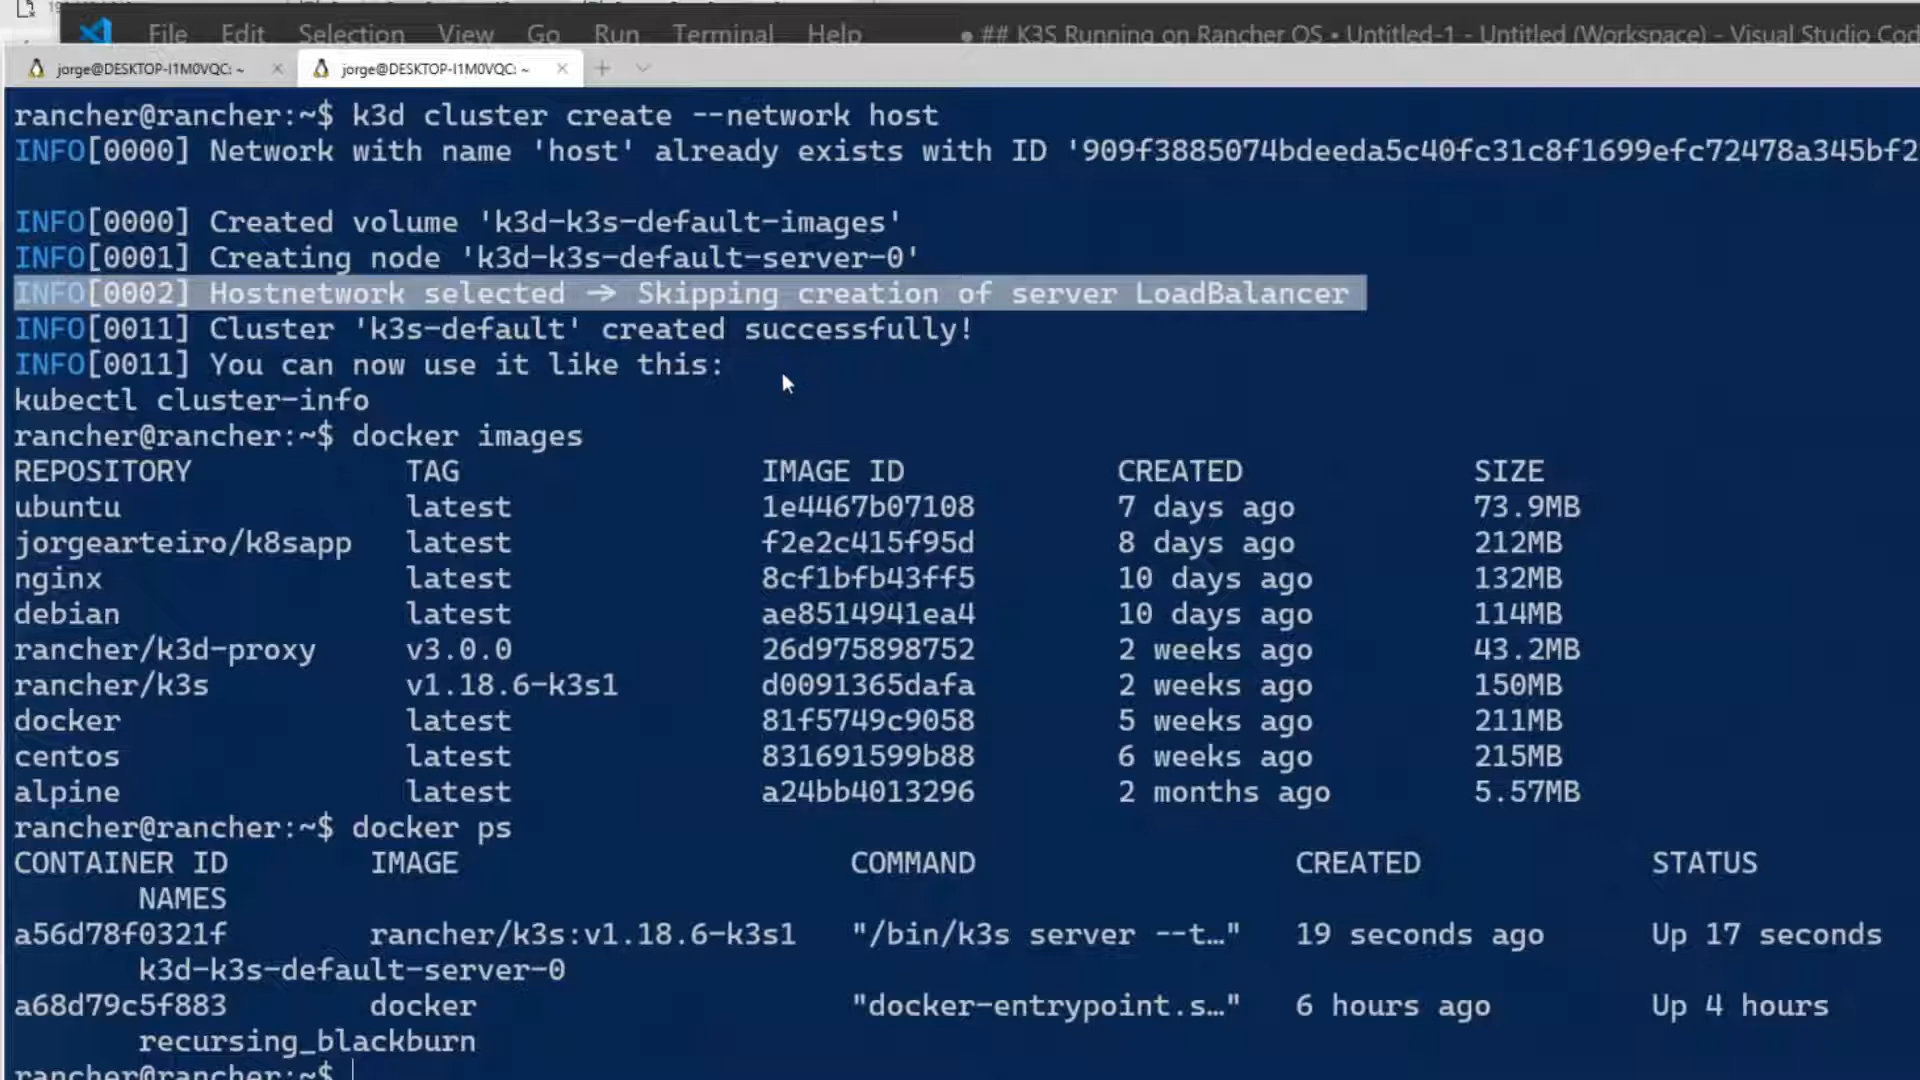 File Edit Selection View Go Run Terminal Help ● ## K3S Running on Rancher OS • Untitled-1 - Untitled (Workspace) - Visual Studio Cod
jorge@DESKTOP-I1M0VQC: ~ × jorge@DESKTOP-I1M0VQC: ~ × +
rancher@rancher:~$ k3d cluster create --network host
INFO[0000] Network with name 'host' already exists with ID '909f3885074bdeeda5c40fc31c8f1699efc72478a345bf2
INFO[0000] Created volume 'k3d-k3s-default-images'
INFO[0001] Creating node 'k3d-k3s-default-server-0'
INFO[0002] Hostnetwork selected -> Skipping creation of server LoadBalancer
INFO[0011] Cluster 'k3s-default' created successfully!
INFO[0011] You can now use it like this:
kubectl cluster-info
rancher@rancher:~$ docker images
REPOSITORY TAG IMAGE ID CREATED SIZE
ubuntu latest 1e4467b07108 7 days ago 73.9MB
jorgearteiro/k8sapp latest f2e2c415f95d 8 days ago 212MB
nginx latest 8cf1bfb43ff5 10 days ago 132MB
debian latest ae8514941ea4 10 days ago 114MB
rancher/k3d-proxy v3.0.0 26d975898752 2 weeks ago 43.2MB
rancher/k3s v1.18.6-k3s1 d0091365dafa 2 weeks ago 150MB
docker latest 81f5749c9058 5 weeks ago 211MB
centos latest 831691599b88 6 weeks ago 215MB
alpine latest a24bb4013296 2 months ago 5.57MB
rancher@rancher:~$ docker ps
CONTAINER ID IMAGE COMMAND CREATED STATUS
NAMES
a56d78f0321f rancher/k3s:v1.18.6-k3s1 "/bin/k3s server --t…" 19 seconds ago Up 17 seconds
k3d-k3s-default-server-0
a68d79c5f883 docker "docker-entrypoint.s…" 6 hours ago Up 4 hours
recursing_blackburn
rancher@rancher:~$